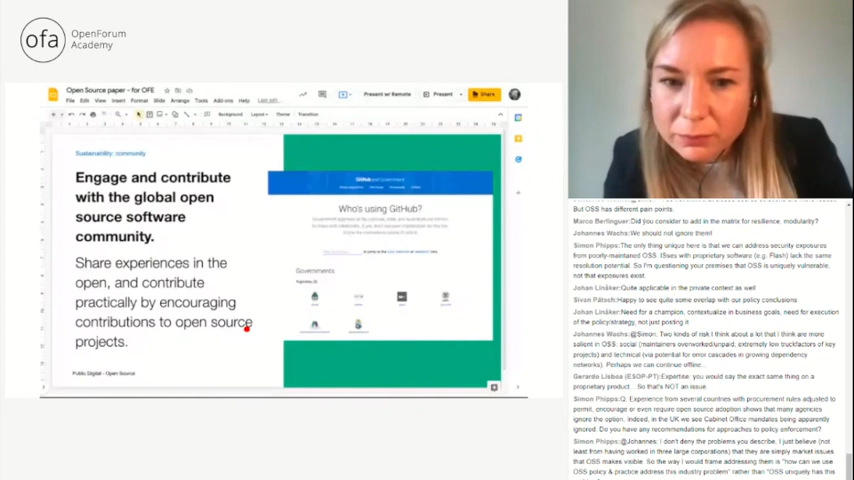 ofa
OpenForum
Academy
Open Source paper - for OFE
File Edit View Insert Format Slide Arrange Tools Add-ons Help Last edit...
Present w/ Remote
Present
Share
Background Layout Theme Transition
Sustainability: community
Engage and contribute
with the global open
source software
community.
Share experiences in the
open, and contribute
practically by encouraging
contributions to open source
projects.
Public Digital - Open Source
GitHub and Government
Who's using GitHub?
Governments
But OSS has different pain points.
Marco Berlinguer:Did you consider to add in the matrix for resilience, modularity?
Johannes Wachs:We should not ignore them!
Simon Phipps:The only thing unique here is that we can address security exposures
from poorly-maintained OSS. ISses with proprietary software (e.g. Flash) lack the same
resolution potential. So I'm questioning your premises that OSS is uniquely vulnerable,
not that exposures exist.
Johan Linåker:Quite applicable in the private context as well
Sivan Pätsch:Happy to see quite some overlap with our policy conclusions
Johan Linåker:Need for a champion, contextualize in business goals, need for execution
of the policy/strategy, not just posting it
Johannes Wachs:@Simon, Two kinds of risk I think about a lot that I think are more
salient in OSS: social (maintainers overworked/unpaid; extremely low truckfactors of key
projects) and technical (via potential for error cascades in growing dependency
networks). Perhaps we can continue offline...
Gerardo Lisboa (ESOP-PT):Expertise: you would say the exact same thing on a
proprietary product... So that's NOT an issue
Simon Phipps:Q: Experience from several countries with procurement rules adjusted to
permit, encourage or even require open source adoption shows that many agencies
ignore the option. Indeed, in the UK we see Cabinet Office mandates being apparently
ignored. Do you have any recommendations for approaches to policy enforcement?
Simon Phipps:@Johannes: I don't deny the problems you describe, I just believe (not
least from having worked in three large corporations) that they are simply market issues
that OSS makes visible. So the way I would frame addressing them is "how can we use
OSS policy & practice address this industry problem" rather than "OSS uniquely has this